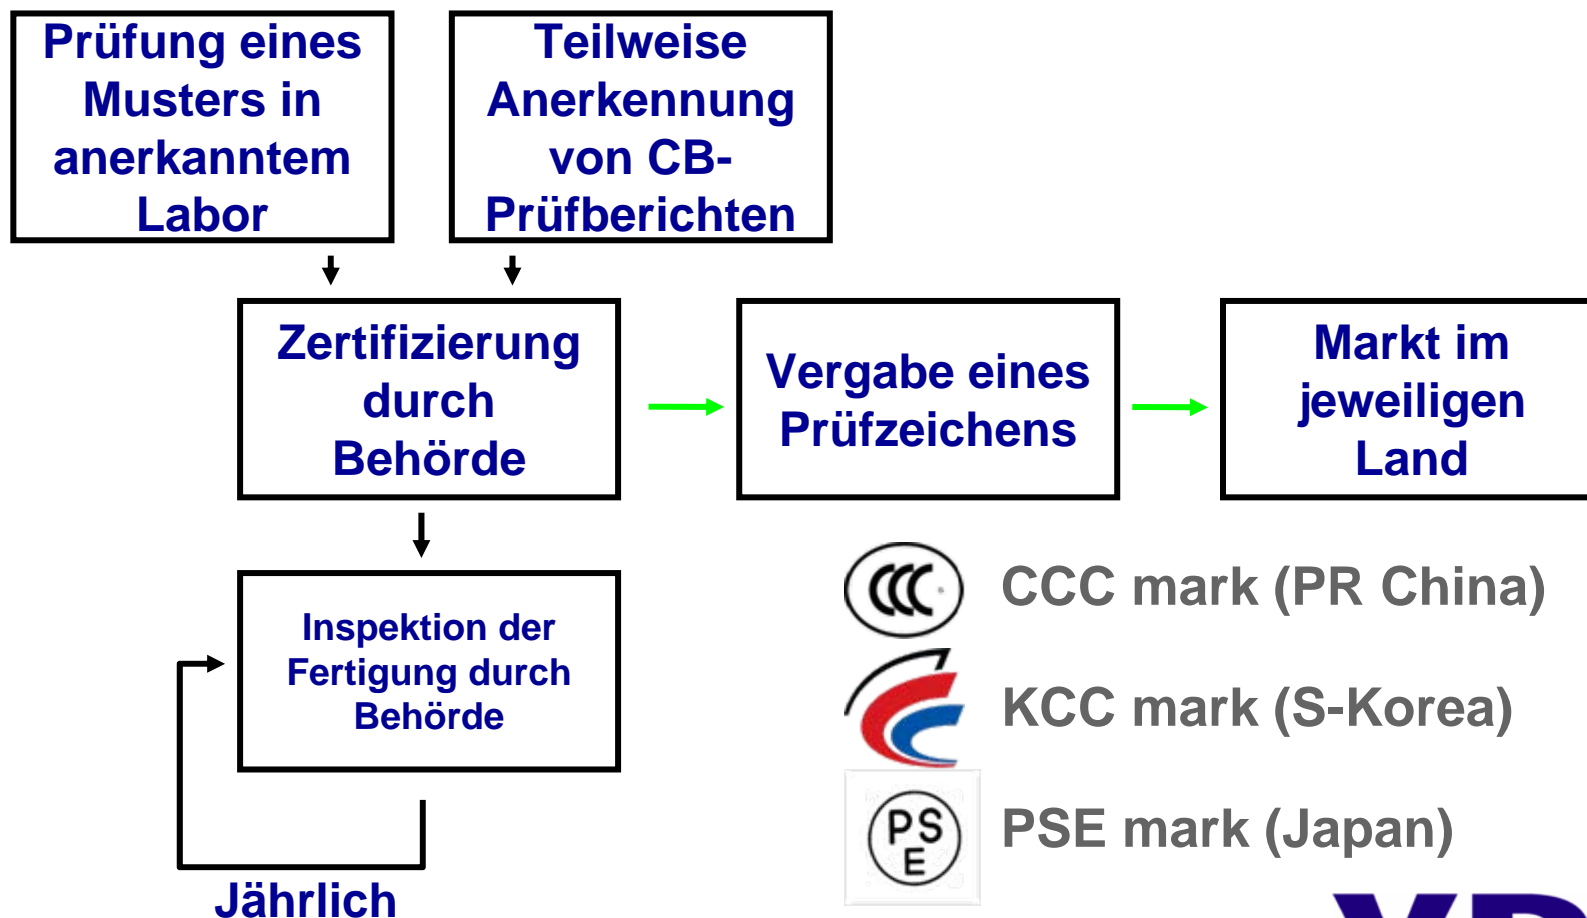 Prüfung eines
Musters in
anerkanntem
Labor
Teilweise
Anerkennung
von CB-
Prüfberichten
Zertifizierung
durch
Behörde
Vergabe eines
Prüfzeichens
Markt im
jeweiligen
Land
Inspektion der
Fertigung durch
Behörde
Jährlich
CCC
CCC mark (PR China)
KCC mark (S-Korea)
PS
E
PSE mark (Japan)